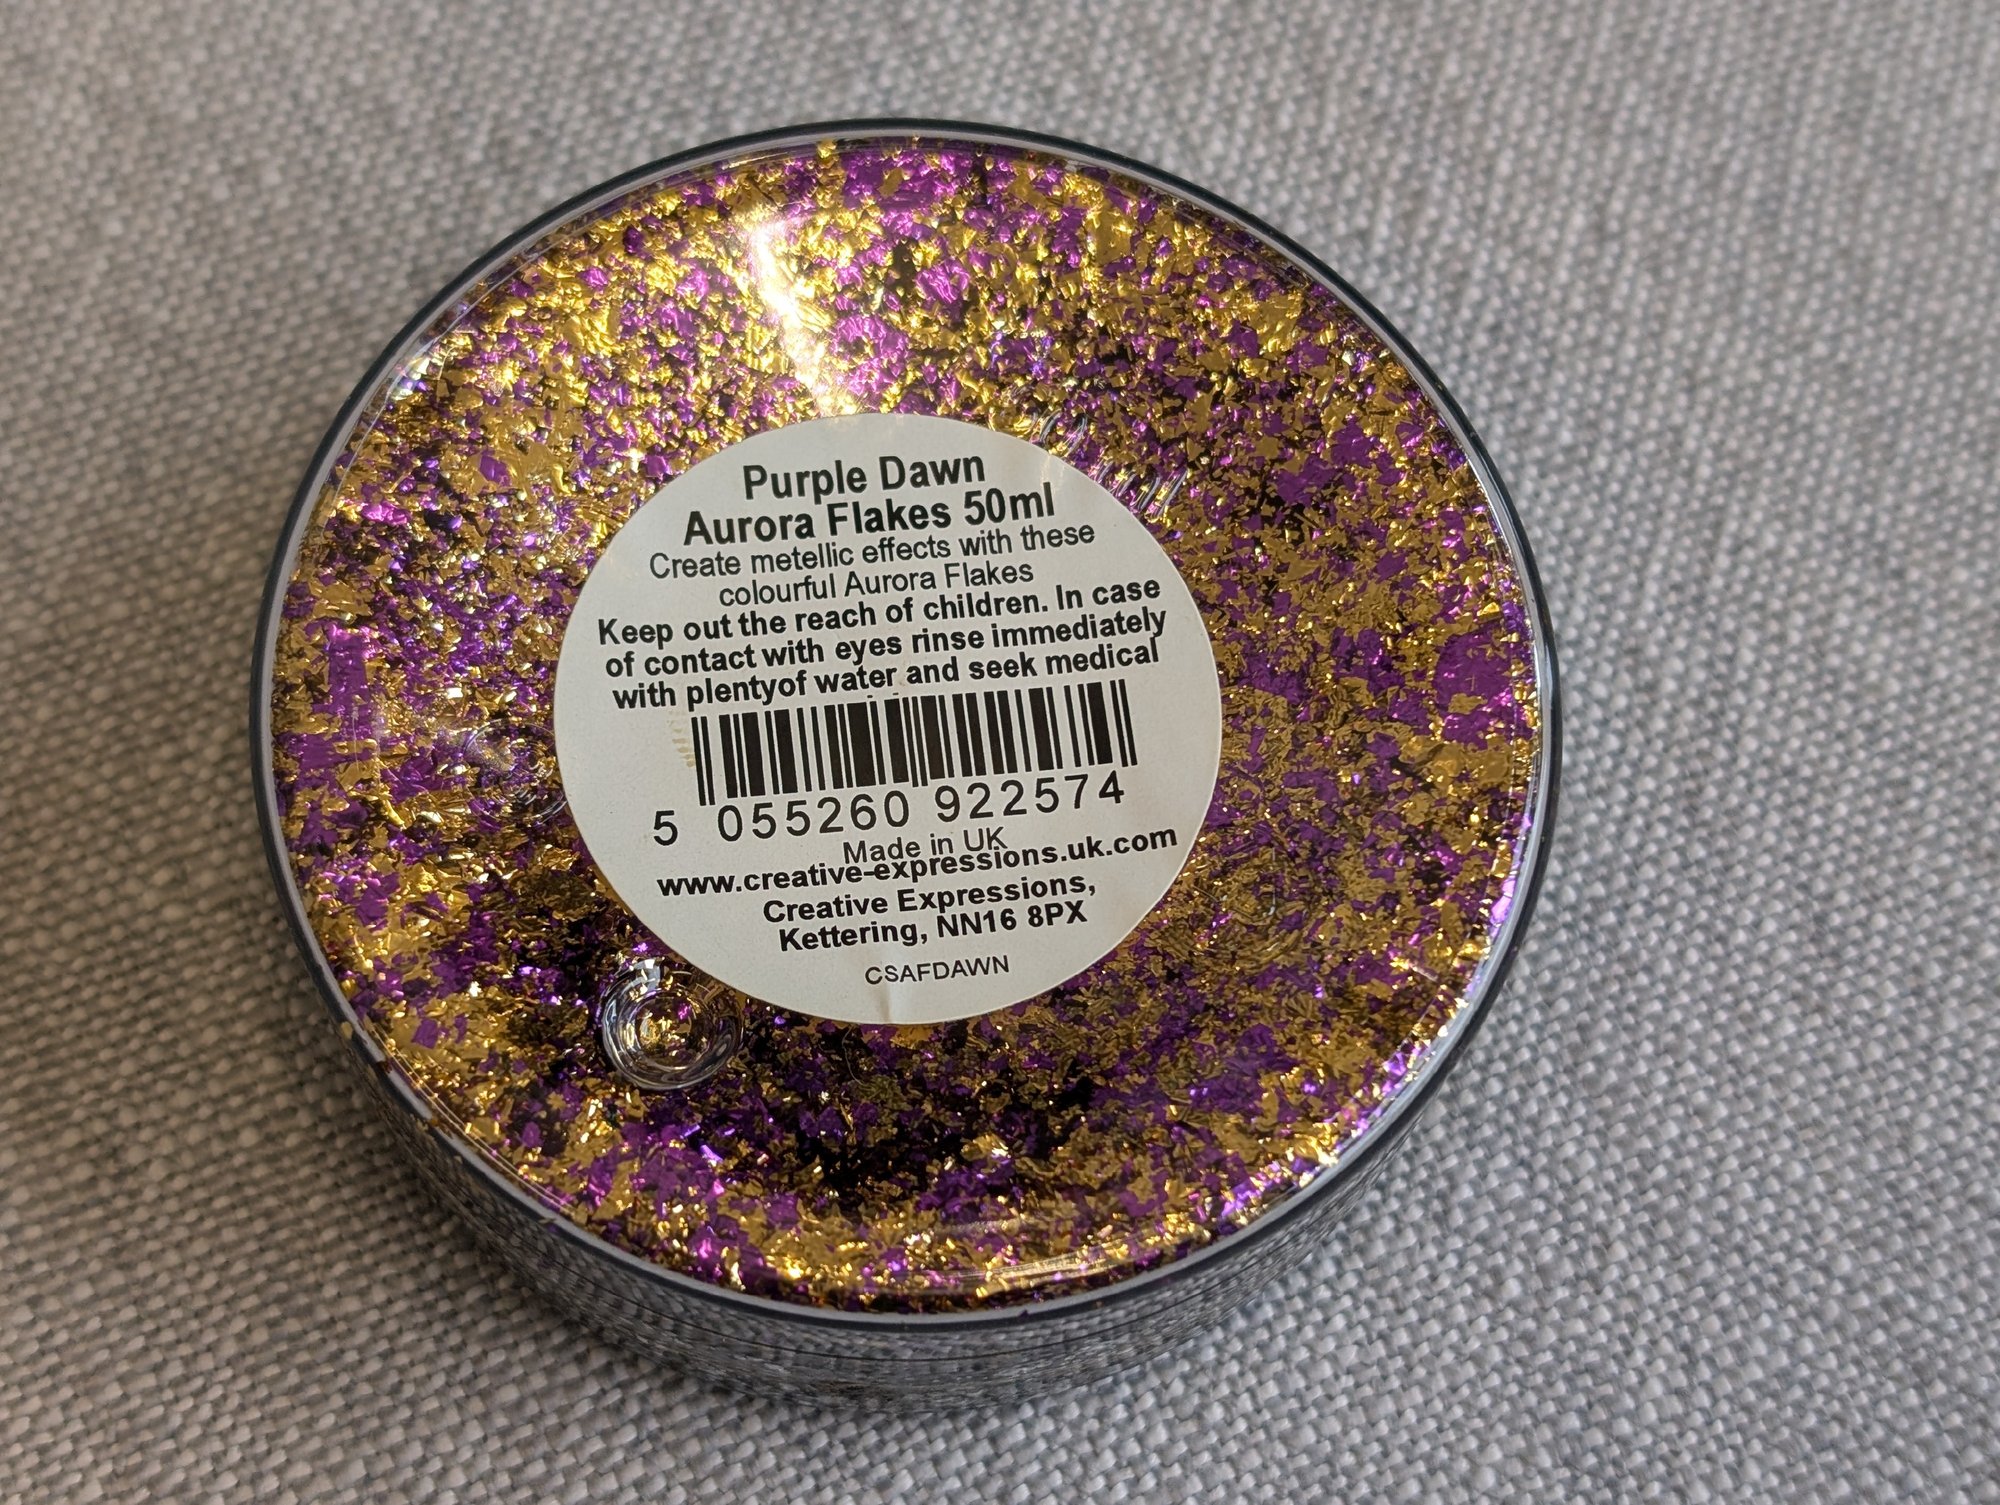 Purple Dawn
Aurora Flakes 50ml
Create metellic effects with these
colourful Aurora Flakes
Keep out the reach of children. In case
of contact with eyes rinse immediately
with plentyof water and seek medical
5 055260 922574
Made in UK
www.creative-expressions.uk.com
Creative Expressions,
Kettering, NN16 8PX
CSAFDAWN